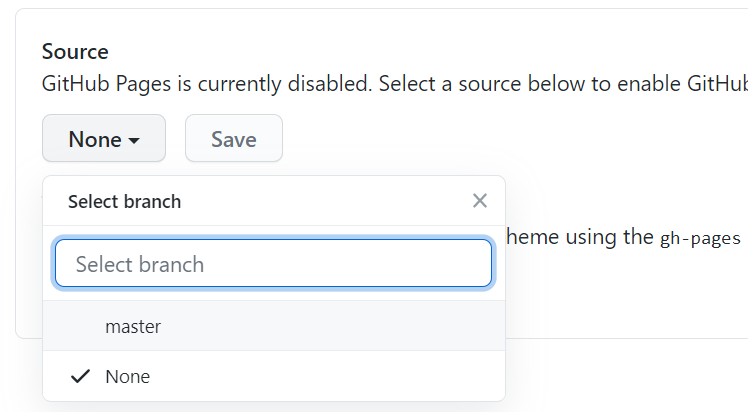 Source
GitHub Pages is currently disabled. Select a source below to enable GitHub
None
Save
Select branch
heme using the gh-pages
Select branch
master
None